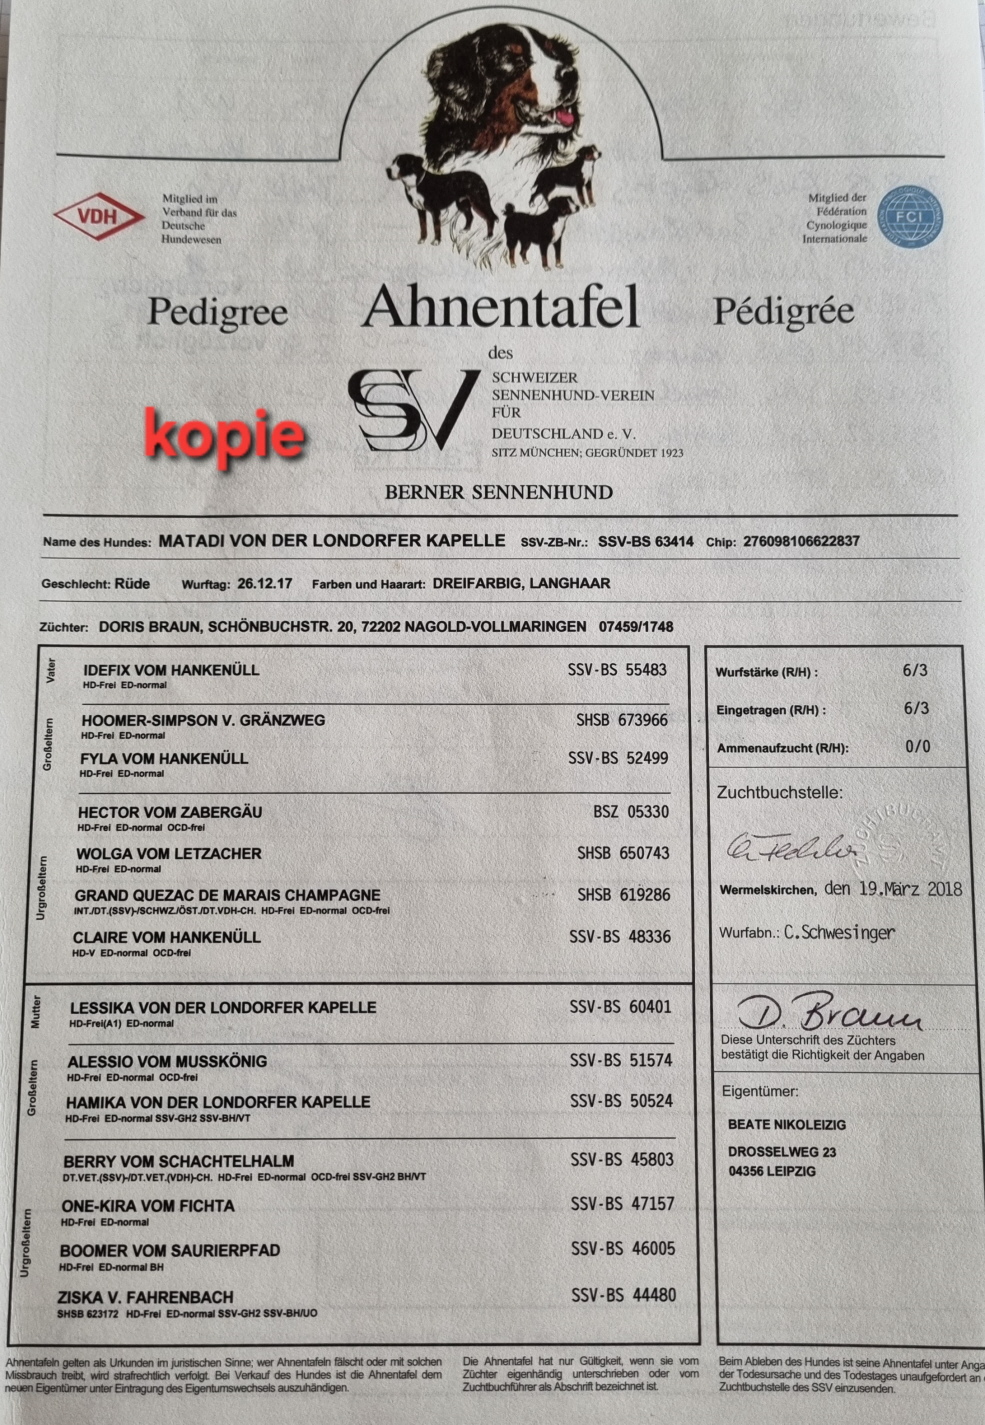 VDH
Mitglied im
Verband für das
Deutsche
Hundewesen
Mitglied der
Fédération
Cynologique
Internationale
FCI
Pedigree Ahnentafel Pédigrée
des
SSV
SCHWEIZER
SENNENHUND-VEREIN
FÜR
DEUTSCHLAND e. V.
SITZ MÜNCHEN; GEGRÜNDET 1923
kopie
BERNER SENNENHUND
Name des Hundes: MATADI VON DER LONDORFER KAPELLE SSV-ZB-Nr.: SSV-BS 63414 Chip: 276098106622837
Geschlecht: Rüde Wurftag: 26.12.17 Farben und Haarart: DREIFARBIG, LANGHAAR
Züchter: DORIS BRAUN, SCHÖNBUCHSTR. 20, 72202 NAGOLD-VOLLMARINGEN 07459/1748
Vater
IDEFIX VOM HANKENÜLL SSV-BS 55483
HD-Frei ED-normal
Großeltern
HOOMER-SIMPSON V. GRÄNZWEG SHSB 673966
HD-Frei ED-normal
FYLA VOM HANKENÜLL SSV-BS 52499
HD-Frei ED-normal
Urgroßeltern
HECTOR VOM ZABERGÄU BSZ 05330
HD-Frei ED-normal OCD-frei
WOLGA VOM LETZACHER SHSB 650743
HD-Frei ED-normal
GRAND QUEZAC DE MARAIS CHAMPAGNE SHSB 619286
INT./DT.(SSV)-/SCHWZ./ÖST./DT.VDH-CH. HD-Frei ED-normal OCD-frei
CLAIRE VOM HANKENÜLL SSV-BS 48336
HD-V ED-normal OCD-frei
Mutter
LESSIKA VON DER LONDORFER KAPELLE SSV-BS 60401
HD-Frei(A1) ED-normal
Großeltern
ALESSIO VOM MUSSKÖNIG SSV-BS 51574
HD-Frei ED-normal OCD-frei
HAMIKA VON DER LONDORFER KAPELLE SSV-BS 50524
HD-Frei ED-normal SSV-GH2 SSV-BH/VT
Urgroßeltern
BERRY VOM SCHACHTELHALM SSV-BS 45803
DT.VET.(SSV)-/DT.VET.(VDH)-CH. HD-Frei ED-normal OCD-frei SSV-GH2 BH/VT
ONE-KIRA VOM FICHTA SSV-BS 47157
HD-Frei ED-normal
BOOMER VOM SAURIERPFAD SSV-BS 46005
HD-Frei ED-normal BH
ZISKA V. FAHRENBACH SSV-BS 44480
SHSB 623172 HD-Frei ED-normal SSV-GH2 SSV-BH/UO
Wurfstärke (R/H) : 6/3
Eingetragen (R/H) : 6/3
Ammenaufzucht (R/H): 0/0
Zuchtbuchstelle:
Wermelskirchen, den 19.März 2018
Wurfabn.: C.Schwesinger
D. Braun
Diese Unterschrift des Züchters
bestätigt die Richtigkeit der Angaben
Eigentümer:
BEATE NIKOLEIZIG
DROSSELWEG 23
04356 LEIPZIG
Ahnentafeln gelten als Urkunden im juristischen Sinne; wer Ahnentafeln fälscht oder mit solchen
Missbrauch treibt, wird strafrechtlich verfolgt. Bei Verkauf des Hundes ist die Ahnentafel dem
neuen Eigentümer unter Eintragung des Eigentumswechsels auszuhändigen.
Die Ahnentafel hat nur Gültigkeit, wenn sie vom
Züchter eigenhändig unterschrieben oder vom
Zuchtbuchführer als Abschrift bezeichnet ist.
Beim Ableben des Hundes ist seine Ahnentafel unter Anga
der Todesursache und des Todestages unaufgefordert an
Zuchtbuchstelle des SSV einzusenden.